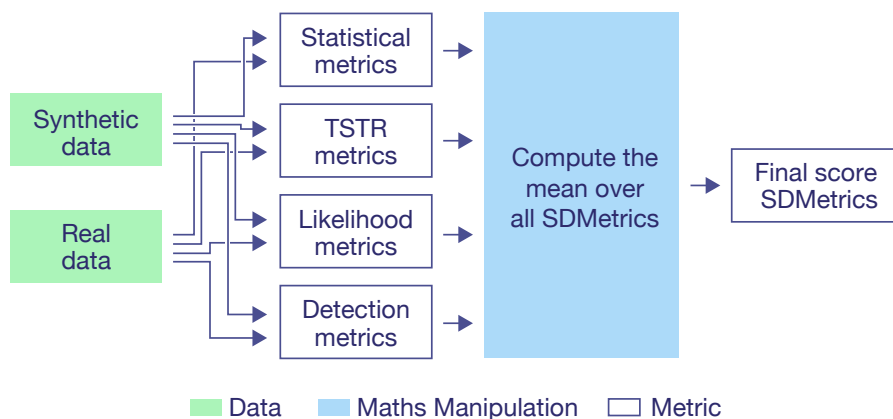 Synthetic
data
Real
data
Statistical
metrics
TSTR
metrics
Likelihood
metrics
Detection
metrics
Compute the
mean over
all SDMetrics
Final score
SDMetrics
Data
Maths Manipulation
Metric